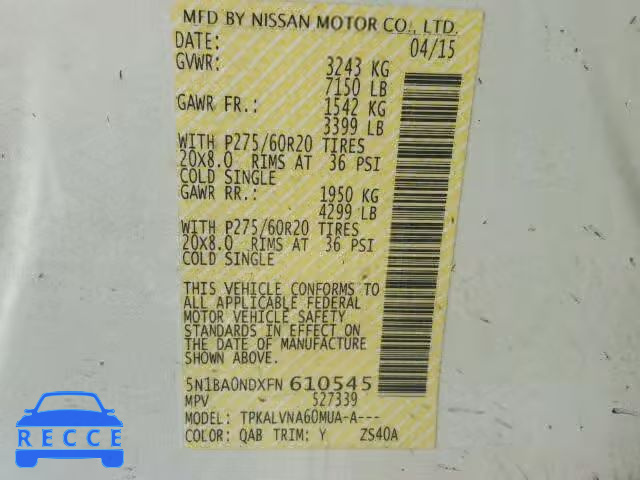 MFD BY NISSAN MOTOR CO., LTD.
DATE: 04/15
GVWR: 3243 KG
7150 LB
GAWR FR.: 1542 KG
3399 LB
WITH P275/60R20 TIRES
20X8.0 RIMS AT 36 PSI
COLD SINGLE
GAWR RR.: 1950 KG
4299 LB
WITH P275/60R20 TIRES
20X8.0 RIMS AT 36 PSI
COLD SINGLE
THIS VEHICLE CONFORMS TO
ALL APPLICABLE FEDERAL
MOTOR VEHICLE SAFETY
STANDARDS IN EFFECT ON
THE DATE OF MANUFACTURE
SHOWN ABOVE.
5N1BA0NDXFN 610545
MPV 527339
MODEL: TPKALVNA60MUA-A---
COLOR: QAB TRIM: Y ZS40A
RECCE